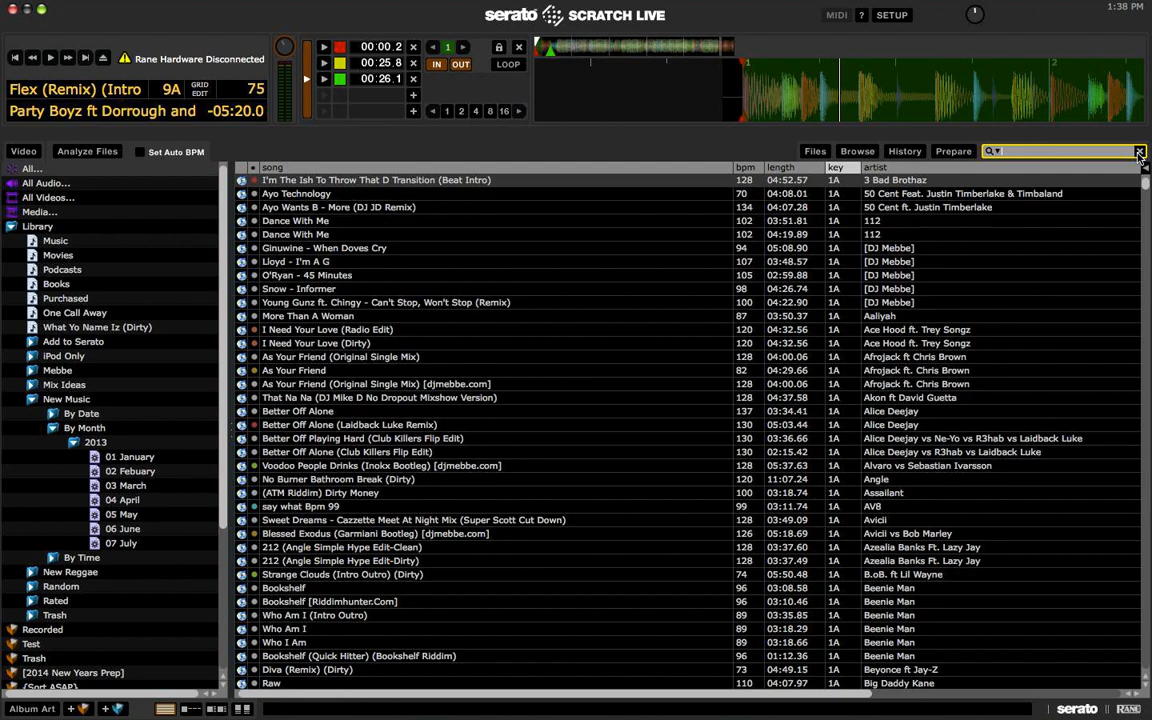 1:38 PM
serato SCRATCH LIVE
MIDI ? SETUP
Rane Hardware Disconnected
Flex (Remix) (Intro 9A GRID EDIT 75
Party Boyz ft Dorrough and -05:20.0
00:00.2
00:25.8
00:26.1
1
IN OUT LOOP
1 2 4 8 16
1 2
Video Analyze Files Set Auto BPM
Files Browse History Prepare
All...
All Audio...
All Videos...
Media...
Library
Music
Movies
Podcasts
Books
Purchased
One Call Away
What Yo Name Iz (Dirty)
Add to Serato
iPod Only
Mebbe
Mix Ideas
New Music
By Date
By Month
2013
01 January
02 Febuary
03 March
04 April
05 May
06 June
07 July
By Time
New Reggae
Random
Rated
Trash
Recorded
Test
Trash
[2014 New Years Prep]
{Sort ASAP}
song bpm length key artist
I'm The Ish To Throw That D Transition (Beat Intro) 128 04:52.57 1A 3 Bad Brothaz
Ayo Technology 70 04:08.01 1A 50 Cent Feat. Justin Timberlake & Timbaland
Ayo Wants B - More (DJ JD Remix) 134 04:07.28 1A 50 Cent ft. Justin Timberlake
Dance With Me 102 03:51.81 1A 112
Dance With Me 102 04:19.89 1A 112
Ginuwine - When Doves Cry 94 05:08.90 1A [DJ Mebbe]
Lloyd - I'm A G 107 03:48.57 1A [DJ Mebbe]
O'Ryan - 45 Minutes 105 02:59.88 1A [DJ Mebbe]
Snow - Informer 98 04:26.74 1A [DJ Mebbe]
Young Gunz ft. Chingy - Can't Stop, Won't Stop (Remix) 100 04:22.90 1A [DJ Mebbe]
More Than A Woman 87 03:50.37 1A Aaliyah
I Need Your Love (Radio Edit) 120 04:32.56 1A Ace Hood ft. Trey Songz
I Need Your Love (Dirty) 120 04:32.56 1A Ace Hood ft. Trey Songz
As Your Friend (Original Single Mix) 128 04:00.06 1A Afrojack ft Chris Brown
As Your Friend 82 04:29.66 1A Afrojack ft Chris Brown
As Your Friend (Original Single Mix) [djmebbe.com] 128 04:00.06 1A Afrojack ft Chris Brown
That Na Na (DJ Mike D No Dropout Mixshow Version) 128 04:37.58 1A Akon ft David Guetta
Better Off Alone 137 03:34.41 1A Alice Deejay
Better Off Alone (Laidback Luke Remix) 130 05:03.44 1A Alice Deejay
Better Off Playing Hard (Club Killers Flip Edit) 130 03:36.66 1A Alice Deejay vs Ne-Yo vs R3hab vs Laidback Luke
Better Off Alone (Club Killers Flip Edit) 130 02:15.42 1A Alice Deejay vs R3hab vs Laidback Luke
Voodoo People Drinks (Inokx Bootleg) [djmebbe.com] 128 05:37.63 1A Alvaro vs Sebastian Ivarsson
No Burner Bathroom Break (Dirty) 120 11:07.24 1A Angle
(ATM Riddim) Dirty Money 100 03:18.74 1A Assailant
say what Bpm 99 99 03:11.74 1A AV8
Sweet Dreams - Cazzette Meet At Night Mix (Super Scott Cut Down) 128 03:49.09 1A Avicii
Blessed Exodus (Garmiani Bootleg) [djmebbe.com] 126 05:18.69 1A Avicii vs Bob Marley
212 (Angle Simple Hype Edit-Clean) 128 03:37.60 1A Azealia Banks Ft. Lazy Jay
212 (Angle Simple Hype Edit-Dirty) 128 03:37.49 1A Azealia Banks Ft. Lazy Jay
Strange Clouds (Intro Outro) (Dirty) 74 05:50.48 1A B.oB. ft Lil Wayne
Bookshelf 96 03:08.58 1A Beenie Man
Bookshelf [Riddimhunter.Com] 96 03:10.46 1A Beenie Man
Who Am I (Intro Outro) 89 03:35.85 1A Beenie Man
Who Am I 89 03:18.29 1A Beenie Man
Who I Am 89 03:18.66 1A Beenie Man
Bookshelf (Quick Hitter) (Bookshelf Riddim) 96 01:12.36 1A Beenie Man
Diva (Remix) (Dirty) 73 04:49.15 1A Beyonce ft Jay-Z
Raw 110 04:07.97 1A Big Daddy Kane
Album Art
serato RANE